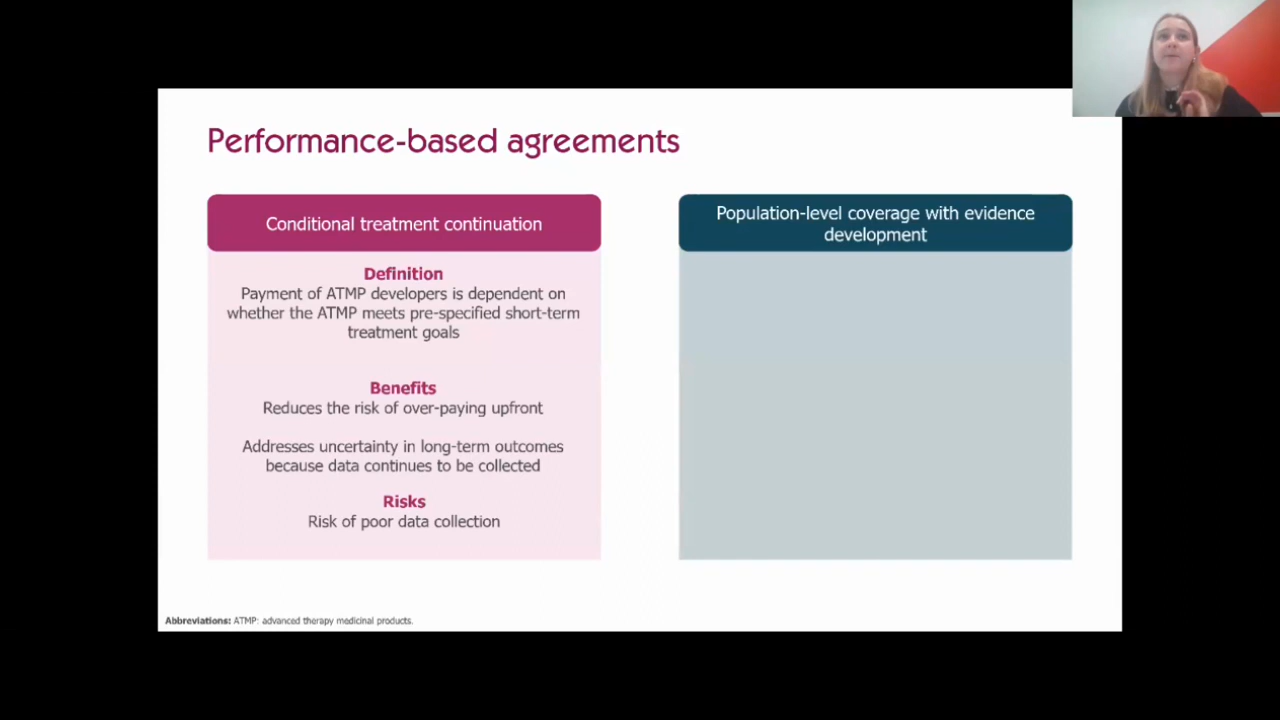 Performance-based agreements
Conditional treatment continuation
Definition
Payment of ATMP developers is dependent on
whether the ATMP meets pre-specified short-term
treatment goals
Benefits
Reduces the risk of over-paying upfront
Addresses uncertainty in long-term outcomes
because data continues to be collected
Risks
Risk of poor data collection
Population-level coverage with evidence
development
Abbreviations: ATMP: advanced therapy medicinal products.